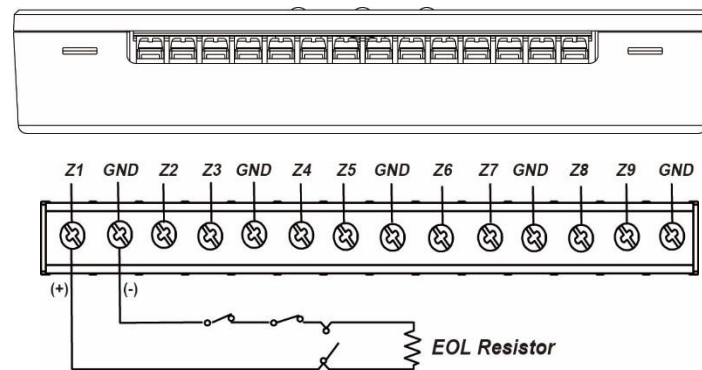 Z1 GND Z2 Z3 GND Z4 Z5 GND Z6 Z7 GND Z8 Z9 GND
(+) (-)
EOL Resistor